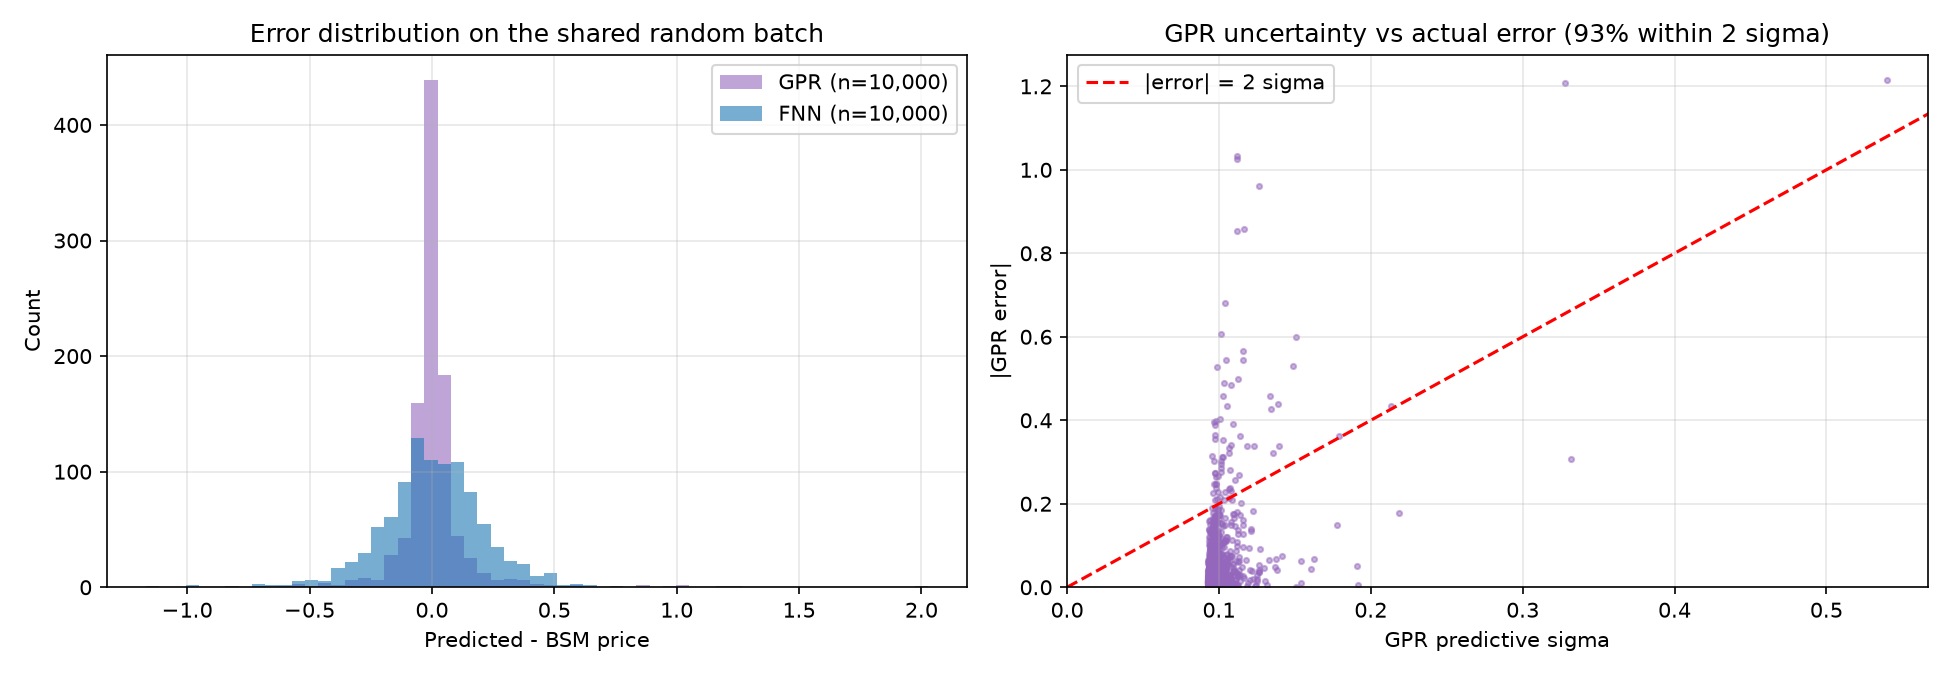 Error distribution on the shared random batch
GPR (n=10,000)
FNN (n=10,000)
400
300
200
100
0
Count
−1.0
−0.5
0.0
0.5
1.0
1.5
2.0
Predicted - BSM price
GPR uncertainty vs actual error (93% within 2 sigma)
|error| = 2 sigma
1.2
1.0
0.8
0.6
0.4
0.2
0.0
|GPR error|
0.0
0.1
0.2
0.3
0.4
0.5
GPR predictive sigma